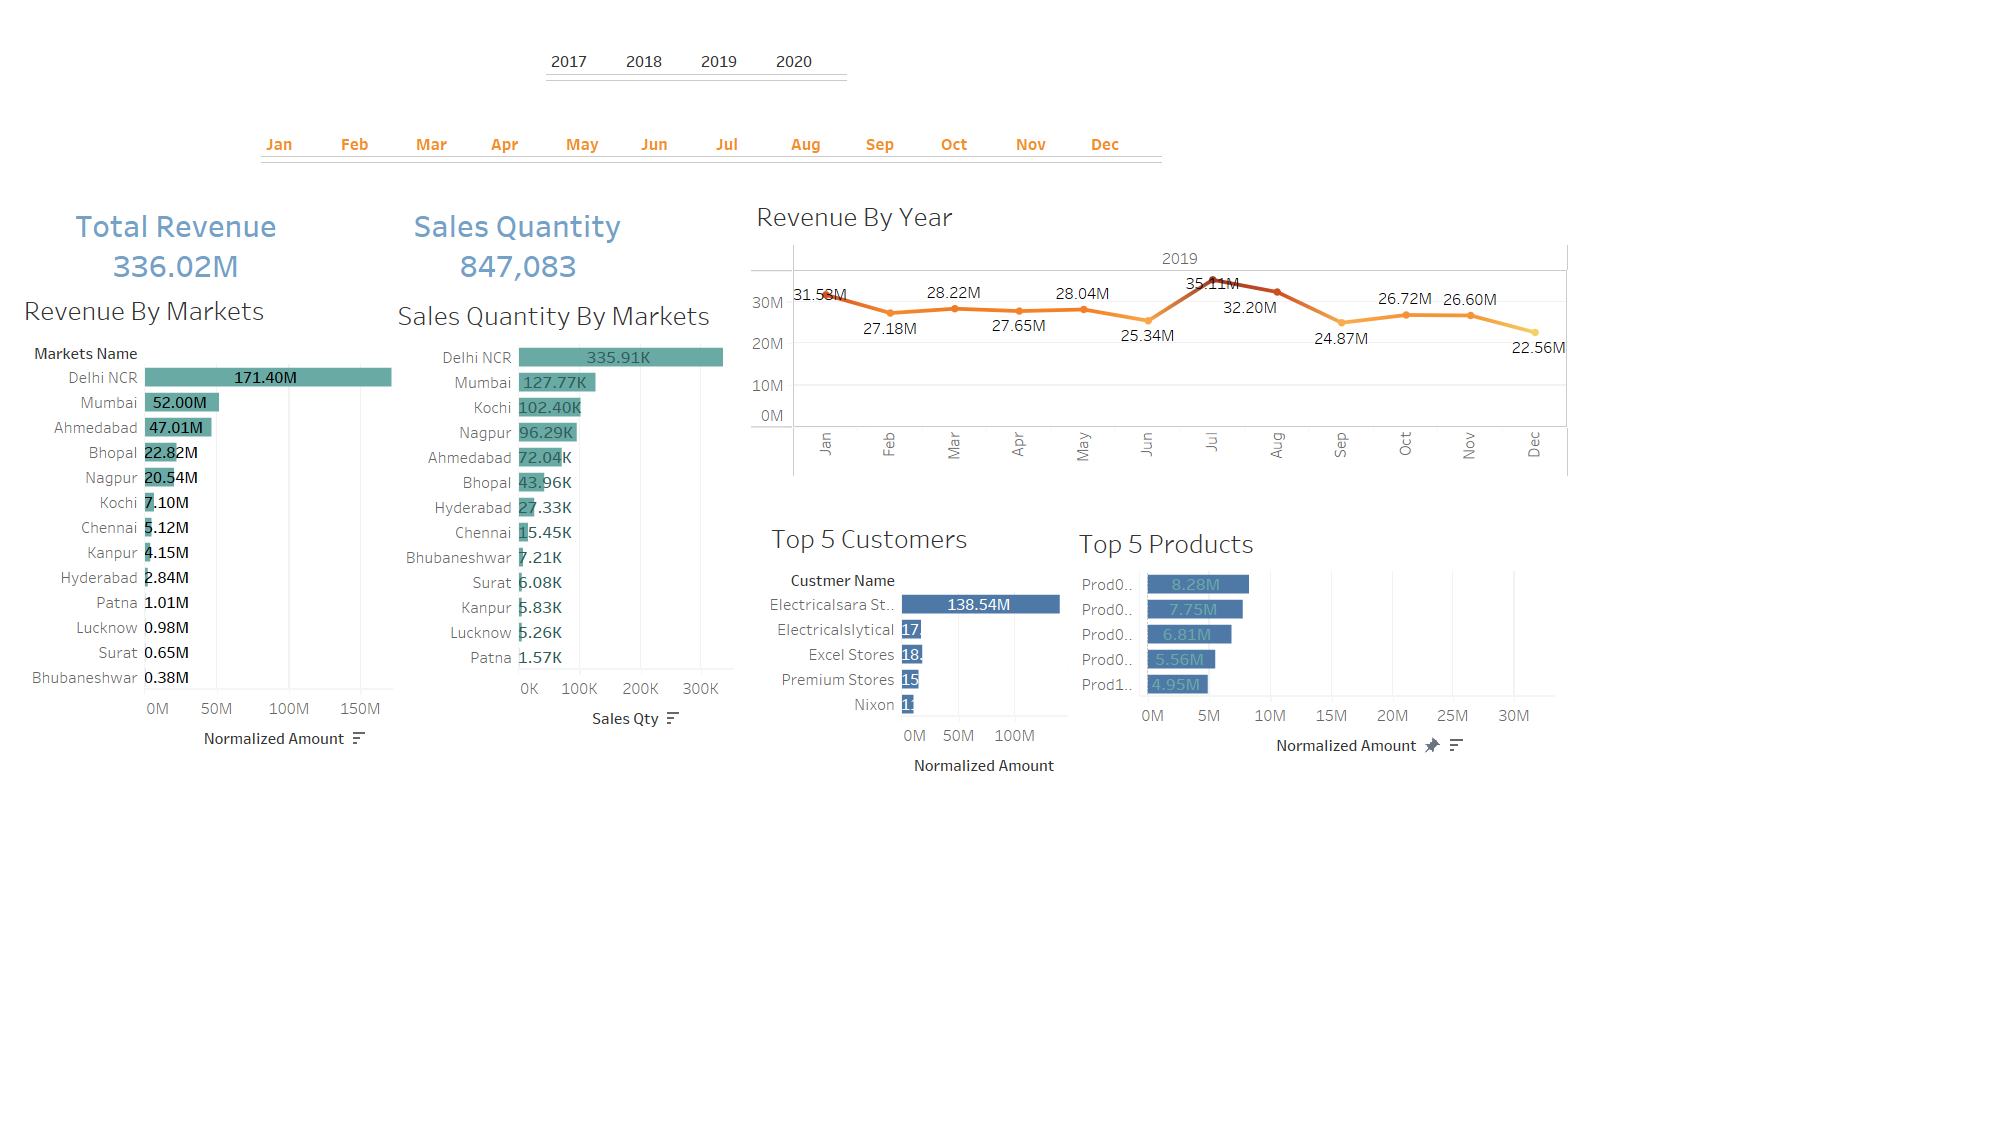 2017 2018 2019 2020
Jan Feb Mar Apr May Jun Jul Aug Sep Oct Nov Dec
Total Revenue
336.02M
Sales Quantity
847,083
Revenue By Markets
Markets Name
Delhi NCR 171.40M
Mumbai 52.00M
Ahmedabad 47.01M
Bhopal 22.82M
Nagpur 20.54M
Kochi 7.10M
Chennai 5.12M
Kanpur 4.15M
Hyderabad 2.84M
Patna 1.01M
Lucknow 0.98M
Surat 0.65M
Bhubaneshwar 0.38M
0M 50M 100M 150M
Normalized Amount
Sales Quantity By Markets
Delhi NCR 335.91K
Mumbai 127.77K
Kochi 102.40K
Nagpur 96.29K
Ahmedabad 72.04K
Bhopal 43.96K
Hyderabad 27.33K
Chennai 15.45K
Bhubaneshwar 7.21K
Surat 6.08K
Kanpur 5.83K
Lucknow 5.26K
Patna 1.57K
0K 100K 200K 300K
Sales Qty
Revenue By Year
2019
30M
20M
10M
0M
31.53M 27.18M 28.22M 27.65M 28.04M 25.34M 35.11M 32.20M 24.87M 26.72M 26.60M 22.56M
Jan Feb Mar Apr May Jun Jul Aug Sep Oct Nov Dec
Top 5 Customers
Custmer Name
Electricalsara St.. 138.54M
Electricalslytical 17.
Excel Stores 18.
Premium Stores 15
Nixon
0M 50M 100M
Normalized Amount
Top 5 Products
Prod0.. 8.28M
Prod0.. 7.75M
Prod0.. 6.81M
Prod0.. 5.56M
Prod1.. 4.95M
0M 5M 10M 15M 20M 25M 30M
Normalized Amount